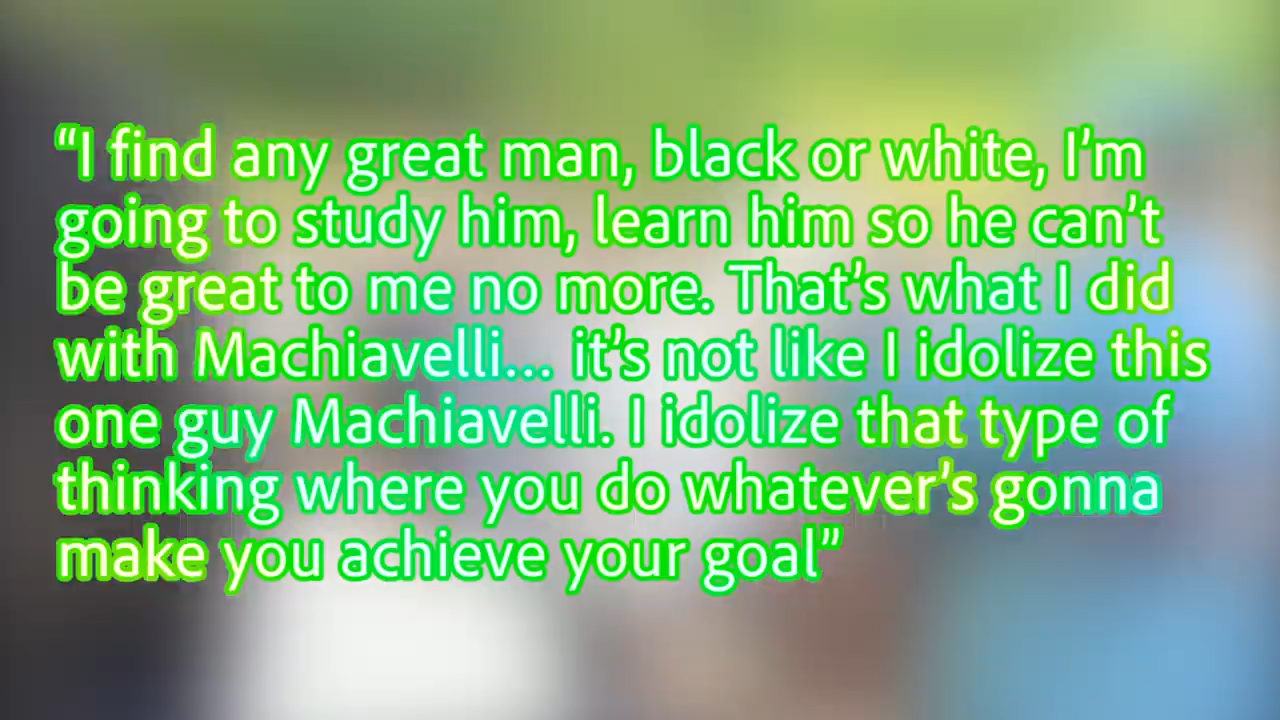 “I find any great man, black or white, I’m
going to study him, learn him so he can’t
be great to me no more. That’s what I did
with Machiavelli... it’s not like I idolize this
one guy Machiavelli. I idolize that type of
thinking where you do whatever’s gonna
make you achieve your goal”